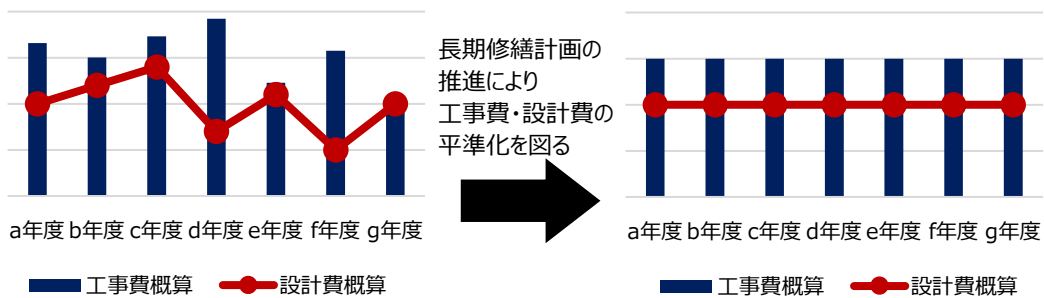 長期修繕計画の
推進により
工事費・設計費の
平準化を図る
a年度 b年度 c年度 d年度 e年度 f年度 g年度
工事費概算 設計費概算
a年度 b年度 c年度 d年度 e年度 f年度 g年度
工事費概算 設計費概算